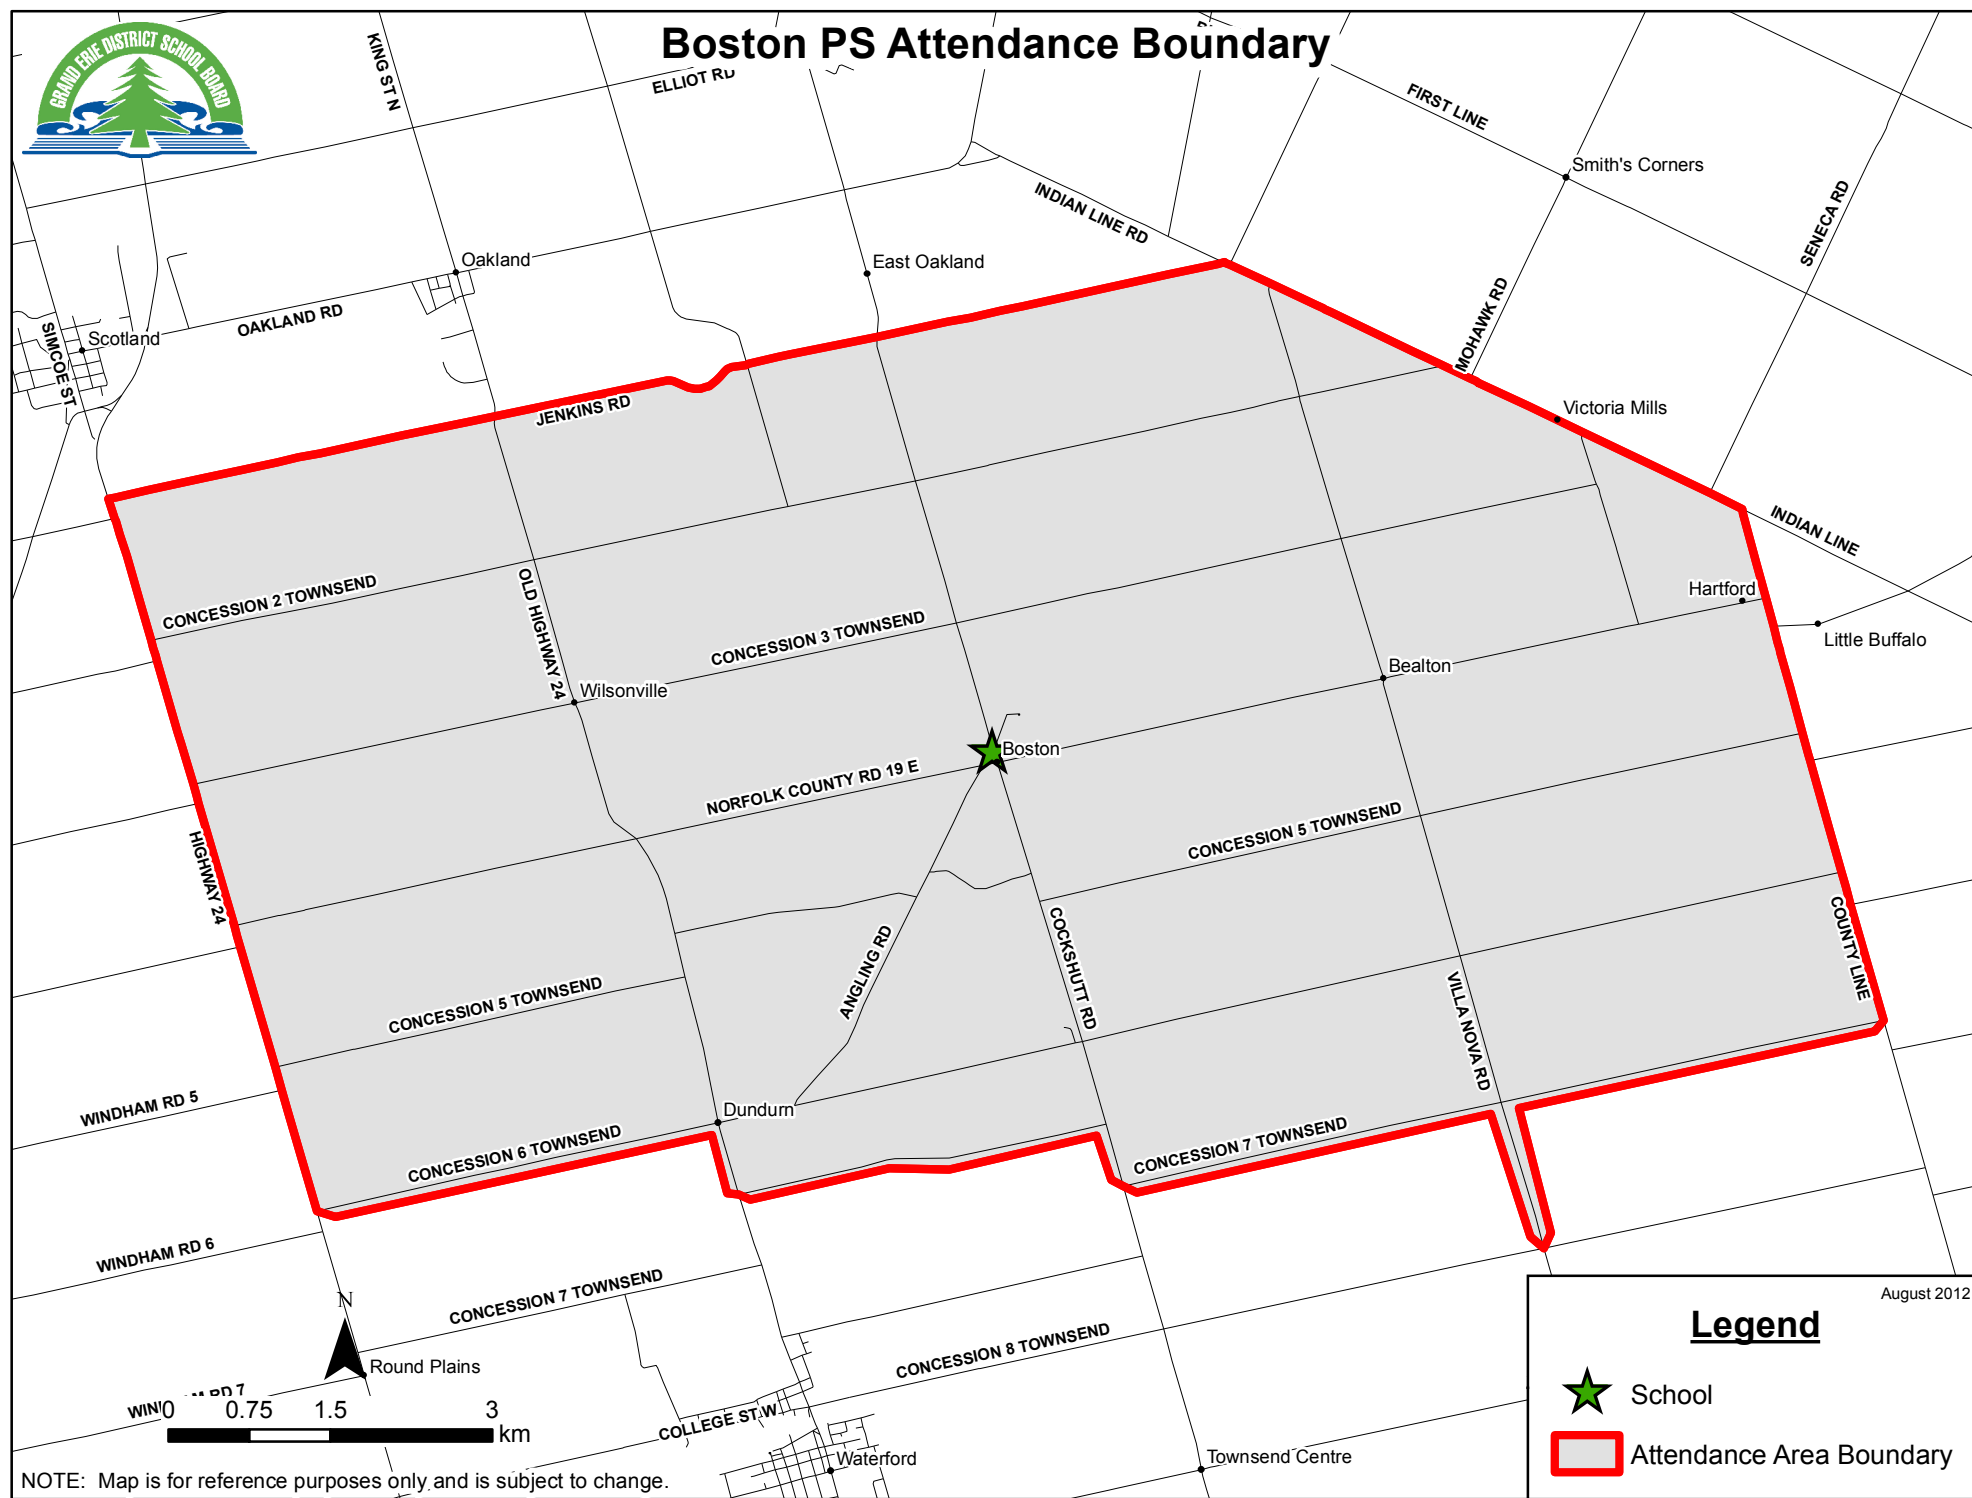 Boston PS Attendance Boundary
GRAND ERIE DISTRICT SCHOOL BOARD
KING ST N
ELLIOT RD
FIRST LINE
Smith's Corners
INDIAN LINE RD
SENECA RD
Oakland
East Oakland
OAKLAND RD
MOHAWK RD
Scotland
SIMCOE ST
JENKINS RD
Victoria Mills
INDIAN LINE
CONCESSION 2 TOWNSEND
OLD HIGHWAY 24
Hartford
CONCESSION 3 TOWNSEND
Little Buffalo
Wilsonville
Bealton
Boston
NORFOLK COUNTY RD 19 E
HIGHWAY 24
CONCESSION 5 TOWNSEND
COUNTY LINE
ANGLING RD
COCKSHUTT RD
CONCESSION 5 TOWNSEND
VILLA NOVA RD
WINDHAM RD 5
Dundurn
CONCESSION 6 TOWNSEND
CONCESSION 7 TOWNSEND
WINDHAM RD 6
CONCESSION 7 TOWNSEND
N
CONCESSION 8 TOWNSEND
Round Plains
RD 7
COLLEGE ST W
0 0.75 1.5 3
km
Waterford
Townsend Centre
NOTE: Map is for reference purposes only and is subject to change.
August 2012
Legend
School
Attendance Area Boundary